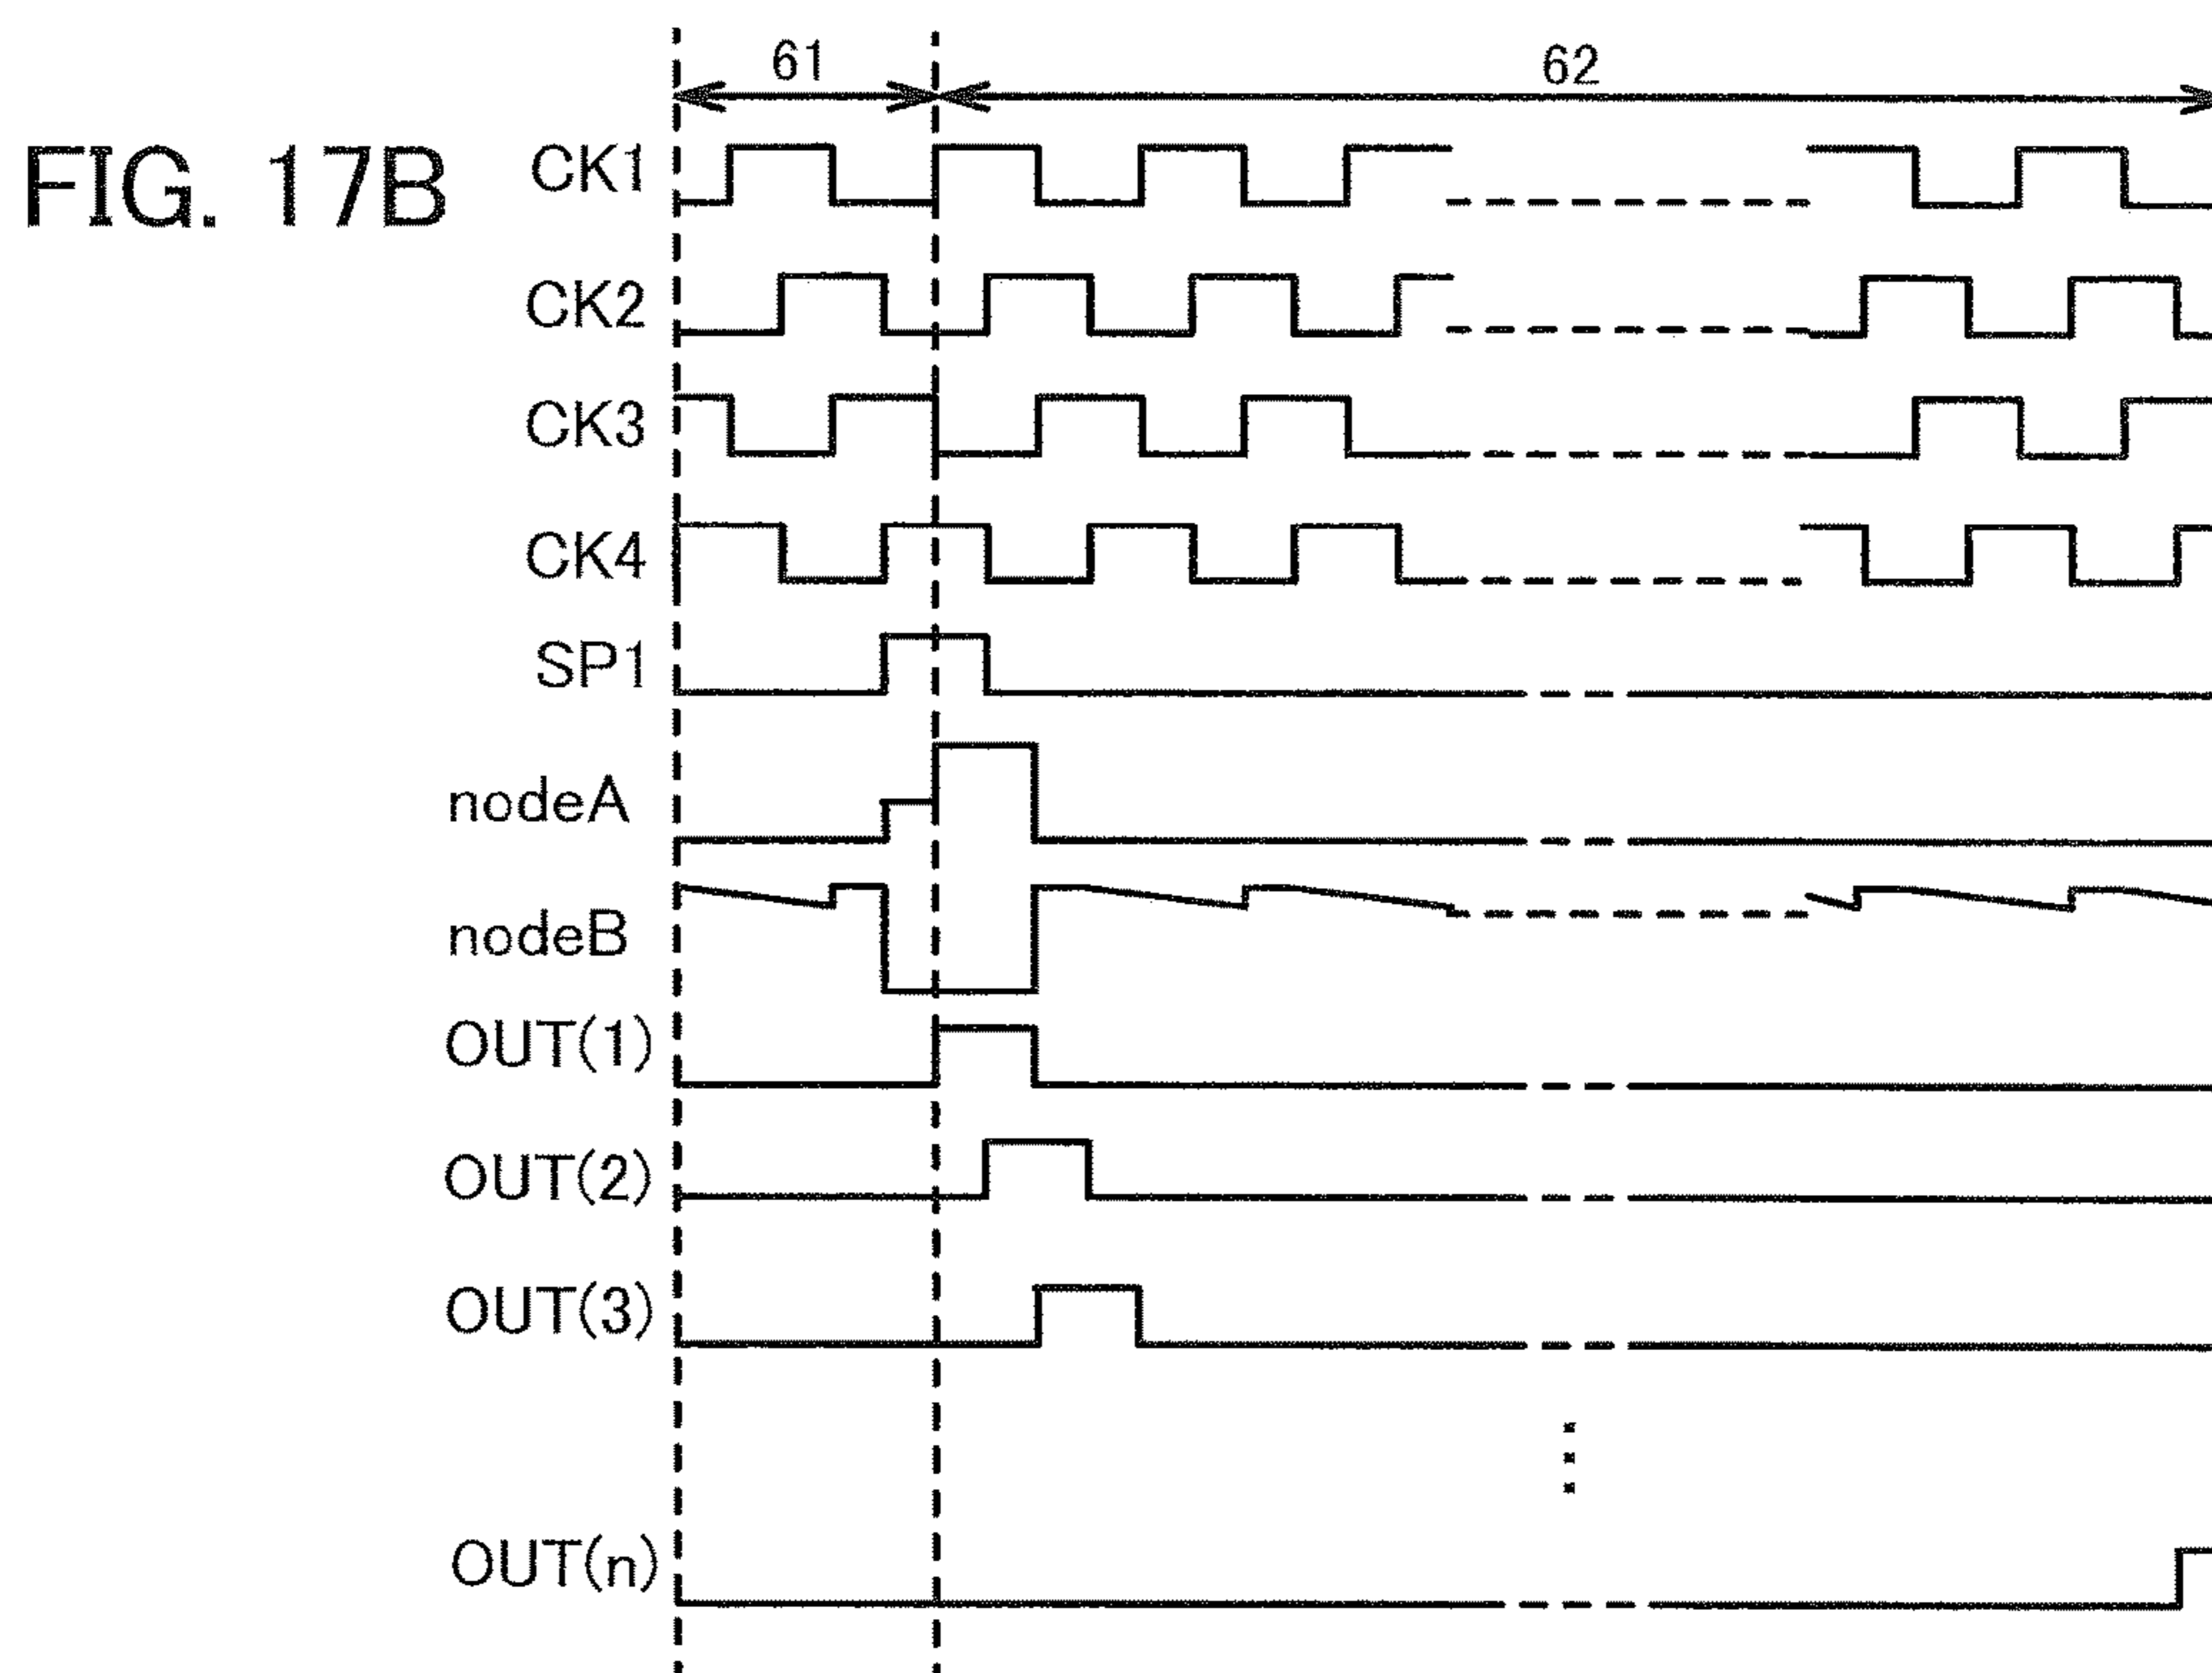 61
62
FIG. 17B
CK1
CK2
CK3
CK4
SP1
nodeA
nodeB
OUT(1)
OUT(2)
OUT(3)
OUT(n)